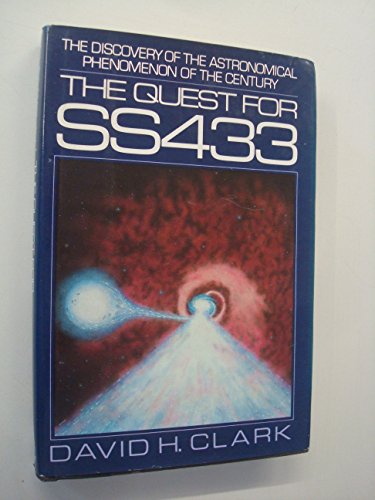 THE DISCOVERY OF THE ASTRONOMICAL
PHENOMENON OF THE CENTURY
THE QUEST FOR
SS433
DAVID H. CLARK